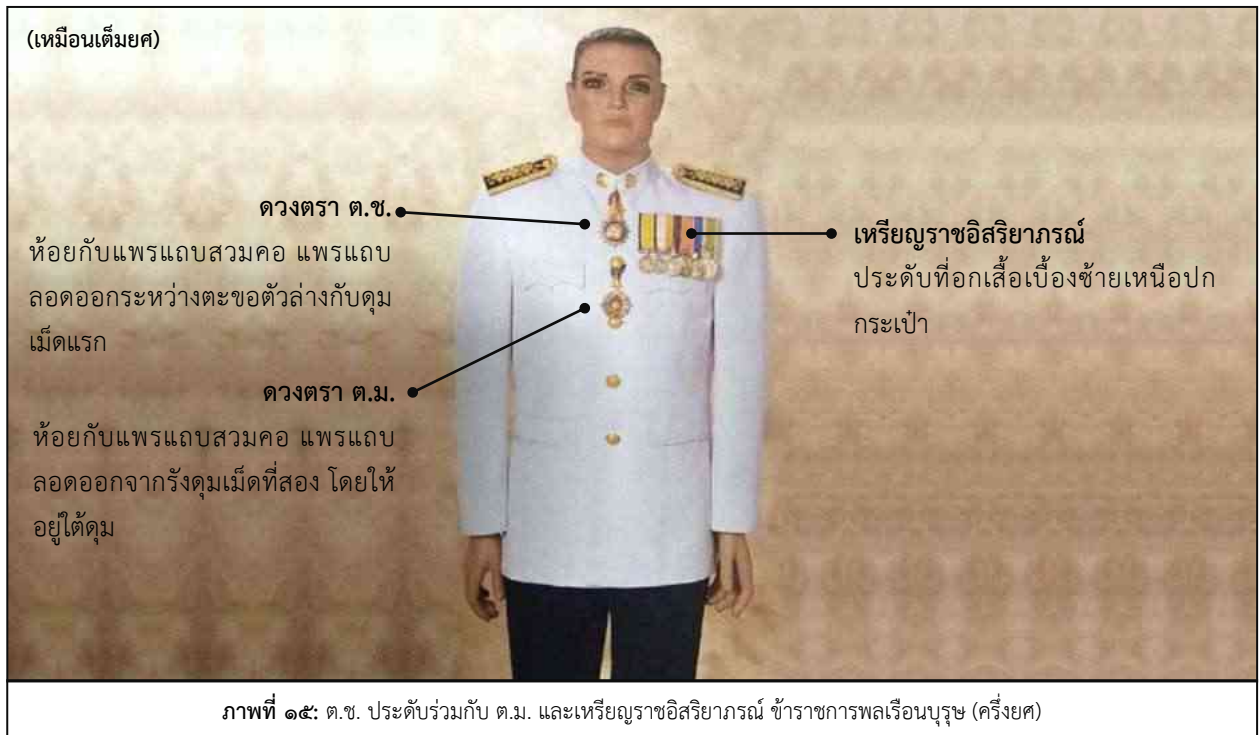 (เหมือนเต็มยศ)
ดวงตรา ต.ช.
ห้อยกับแพรแถบสวมคอ แพรแถบ
ลอดออกระหว่างตะขอตัวล่างกับดุม
เม็ดแรก
ดวงตรา ต.ม.
ห้อยกับแพรแถบสวมคอ แพรแถบ
ลอดออกจากรังดุมเม็ดที่สอง โดยให้
อยู่ใต้ดุม
เหรียญราชอิสริยาภรณ์
ประดับที่อกเสื้อเบื้องซ้ายเหนือปก
กระเป๋า
ภาพที่ ๑๕: ต.ช. ประดับร่วมกับ ต.ม. และเหรียญราชอิสริยาภรณ์ ข้าราชการพลเรือนบุรุษ (ครึ่งยศ)